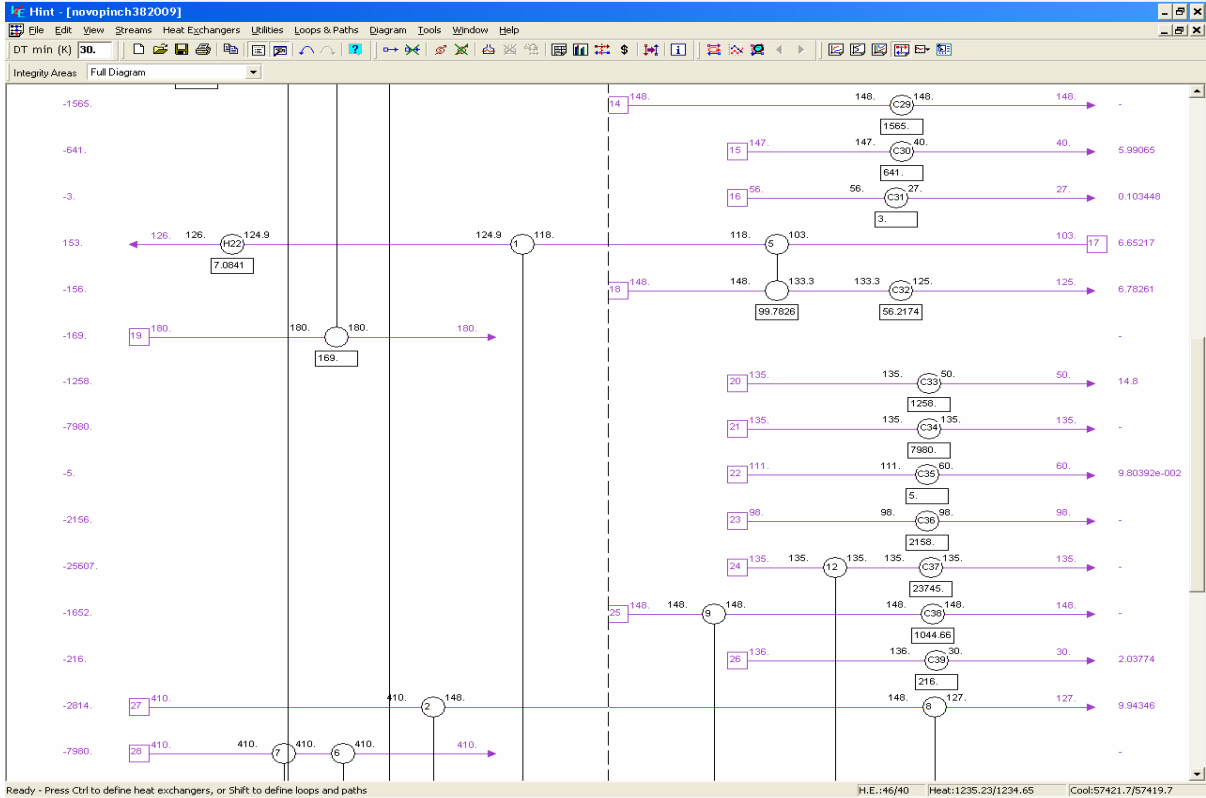 Hint - [novopinch382009]
File Edit View Streams Heat Exchangers Utilities Loops & Paths Diagram Tools Window Help
DT min (K) 30.
Integrity Areas Full Diagram
-1565. 14 148. 148. C29 148. 148. -
1565.
-641. 15 147. 147. C30 40. 40. 5.99065
641.
-3. 16 56. 56. C31 27. 27. 0.103448
3.
153. 126. 126. H22 124.9 124.9 1 118. 118. 5 103. 103. 17 6.65217
7.0841
-156. 18 148. 148. 133.3 133.3 C32 125. 125. 6.78261
99.7826 56.2174
-169. 19 180. 180. 180. 180. -
169.
-1258. 20 135. 135. C33 50. 50. 14.8
1258.
-7980. 21 135. 135. C34 135. 135. -
7980.
-5. 22 111. 111. C35 60. 60. 9.80392e-002
5.
-2156. 23 98. 98. C36 98. 98. -
2158.
-25607. 24 135. 135. 12 135. 135. C37 135. 135. -
23745.
-1652. 25 148. 148. 9 148. 148. C38 148. 148. -
1044.66
-216. 26 136. 136. C39 30. 30. 2.03774
216.
-2814. 27 410. 410. 2 148. 148. 8 127. 127. 9.94346
-7980. 28 410. 410. 7 410. 410. 6 410. 410. -
Ready - Press Ctrl to define heat exchangers, or Shift to define loops and paths H.E.:46/40 Heat:1235.23/1234.65 Cool:57421.7/57419.7